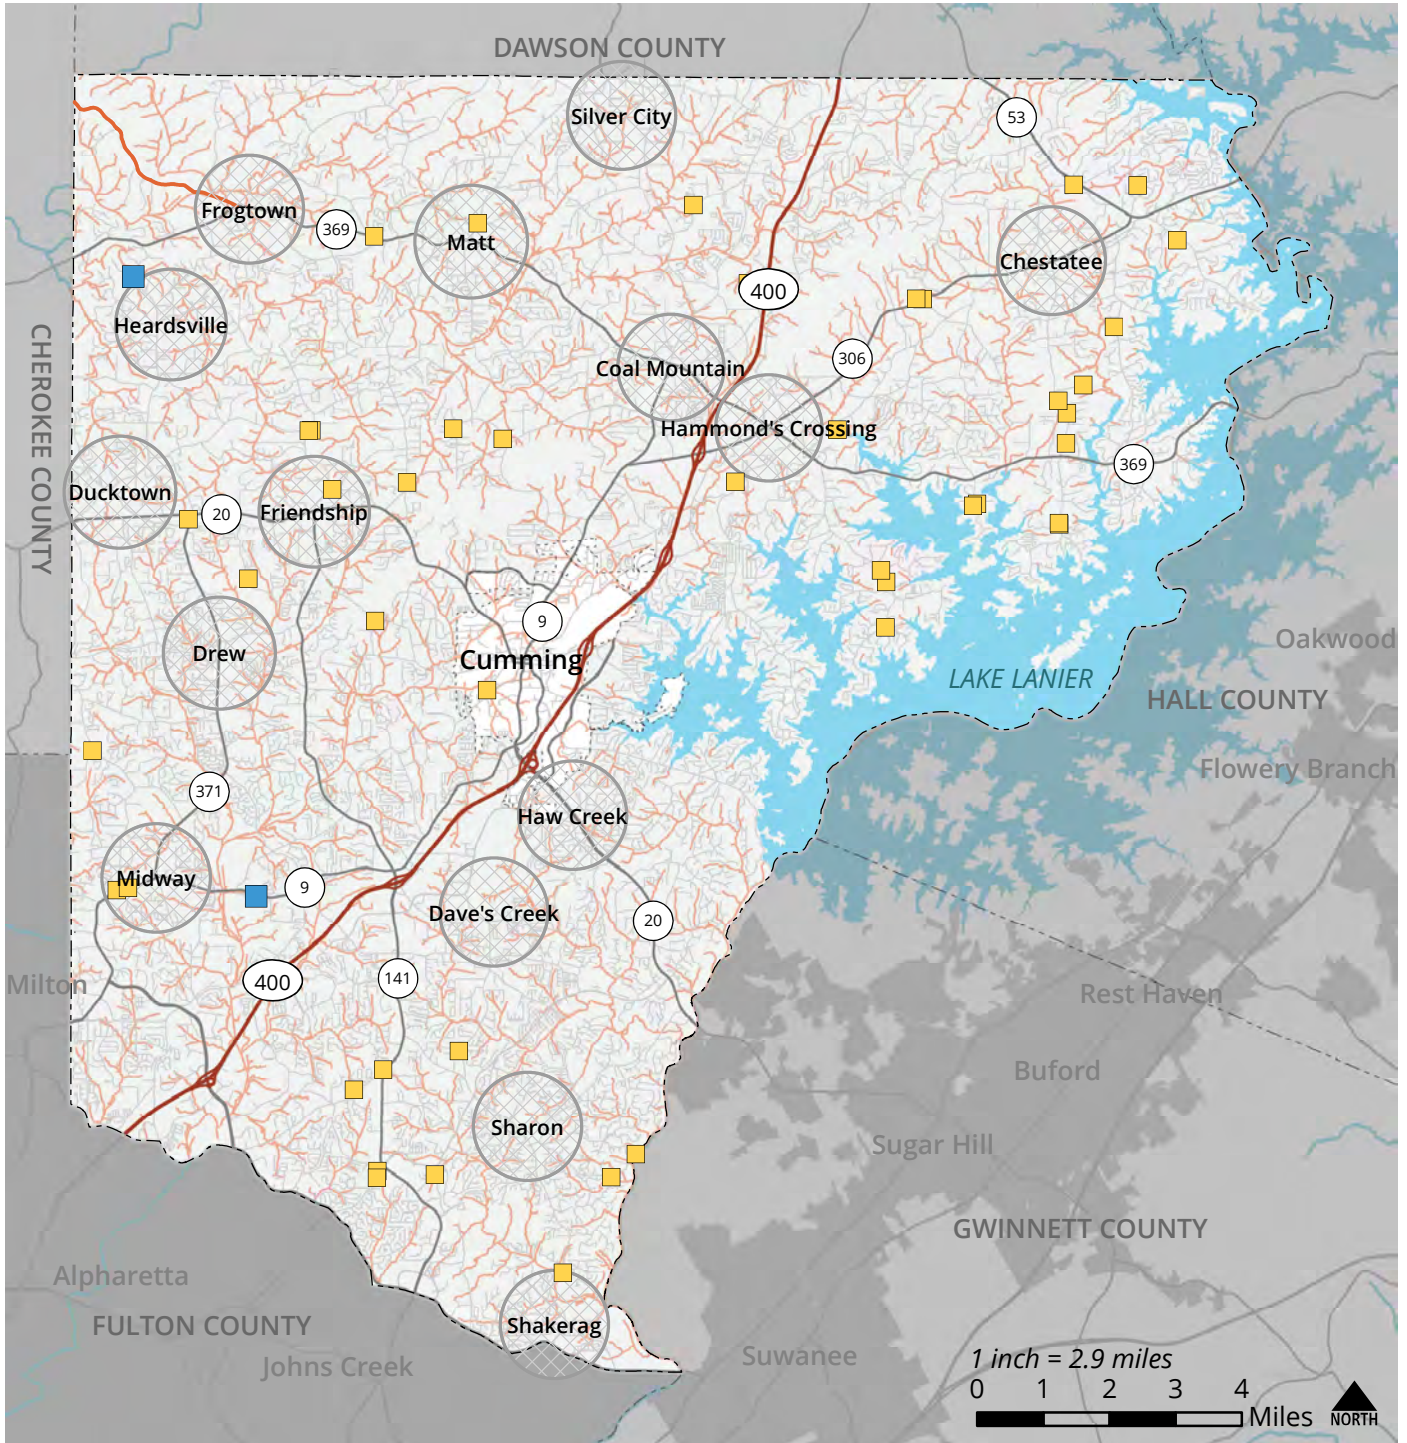 DAWSON COUNTY
Silver City
53
Frogtown
369
Matt
Chestatee
400
Heardsville
CHEROKEE COUNTY
Coal Mountain
306
Hammond's Crossing
369
Ducktown
20
Friendship
9
Oakwood
Drew
Cumming
LAKE LANIER
HALL COUNTY
Flowery Branch
371
Haw Creek
Midway
9
Dave's Creek
20
400
141
Milton
Rest Haven
Buford
Sharon
Sugar Hill
GWINNETT COUNTY
Alpharetta
FULTON COUNTY
Shakerag
Johns Creek
Suwanee
1 inch = 2.9 miles
0 1 2 3 4
Miles
NORTH